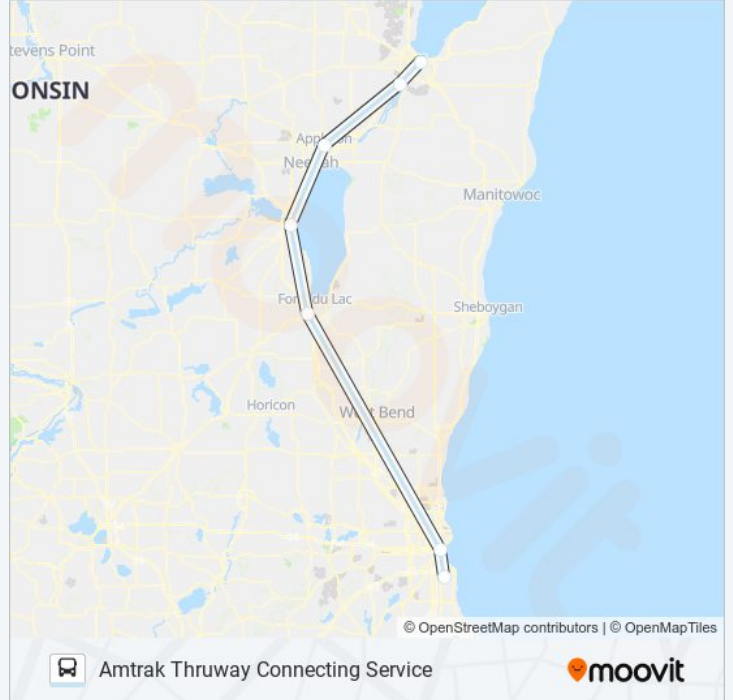 tevens Point
ONSIN
Appleton
Neenah
Manitowoc
Fond du Lac
Sheboygan
Horicon
West Bend
© OpenStreetMap contributors | © OpenMapTiles
Amtrak Thruway Connecting Service
moovit